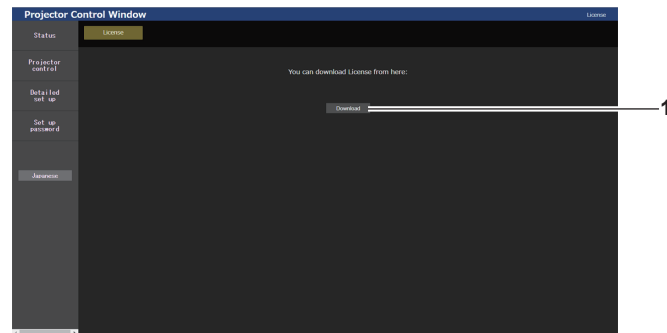 Projector Control Window
License
Status
License
Projector
control
You can download License from here:
Detailed
set up
Download
1
Set up
password
Japanese